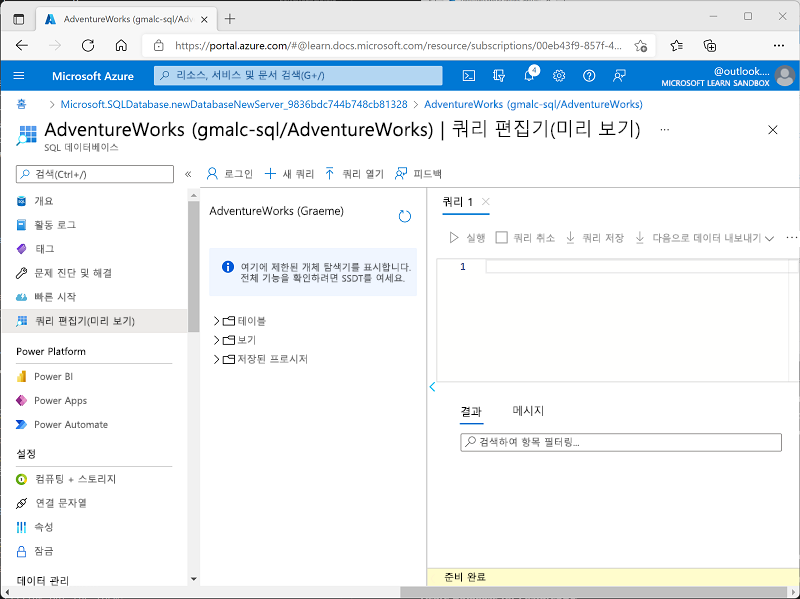 AdventureWorks (gmalc-sql/Adv
https://portal.azure.com/#@learn.docs.microsoft.com/resource/subscriptions/00eb43f9-857f-4...
Microsoft Azure
리소스, 서비스 및 문서 검색(G+/)
4
@outlook....
MICROSOFT LEARN SANDBOX
홈 > Microsoft.SQLDatabase.newDatabaseNewServer_9836bdc744b748cb81328 > AdventureWorks (gmalc-sql/AdventureWorks)
AdventureWorks (gmalc-sql/AdventureWorks) | 쿼리 편집기(미리 보기) ...
SQL 데이터베이스
검색(Ctrl+/)
«
로그인
새 쿼리
쿼리 열기
피드백
개요
활동 로그
태그
문제 진단 및 해결
빠른 시작
쿼리 편집기(미리 보기)
Power Platform
Power BI
Power Apps
Power Automate
설정
컴퓨팅 + 스토리지
연결 문자열
속성
잠금
데이터 관리
AdventureWorks (Graeme)
여기에 제한된 개체 탐색기를 표시합니다.
전체 기능을 확인하려면 SSDT를 여세요.
테이블
보기
저장된 프로시저
쿼리 1
실행
쿼리 취소
쿼리 저장
다음으로 데이터 내보내기
...
1
결과
메시지
검색하여 항목 필터링...
준비 완료